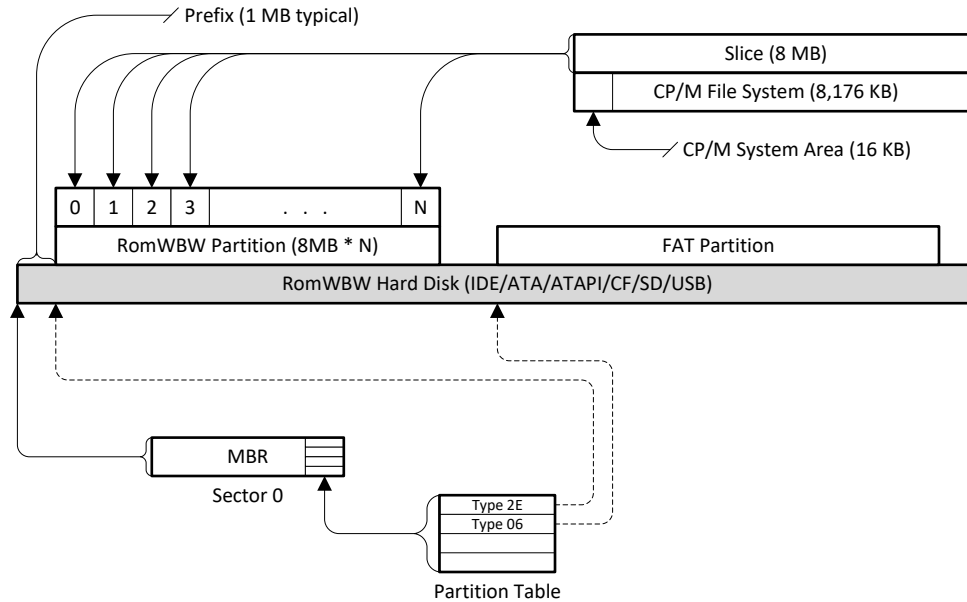 Prefix (1 MB typical)
Slice (8 MB)
CP/M File System (8,176 KB)
CP/M System Area (16 KB)
0 1 2 3 . . . N
RomWBW Partition (8MB * N)
FAT Partition
RomWBW Hard Disk (IDE/ATA/ATAPI/CF/SD/USB)
MBR
Sector 0
Type 2E
Type 06
Partition Table